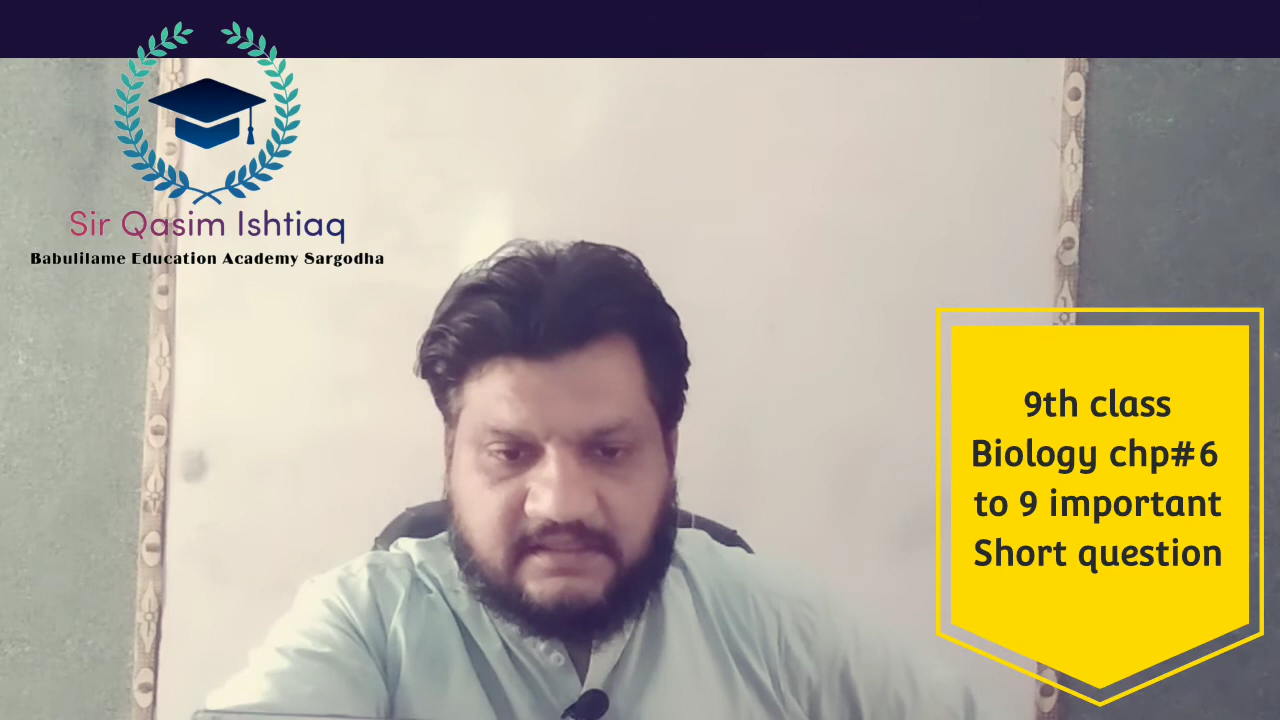 Sir Qasim Ishtiaq
Babulilame Education Academy Sargodha
9th class
Biology chp#6
to 9 important
Short question